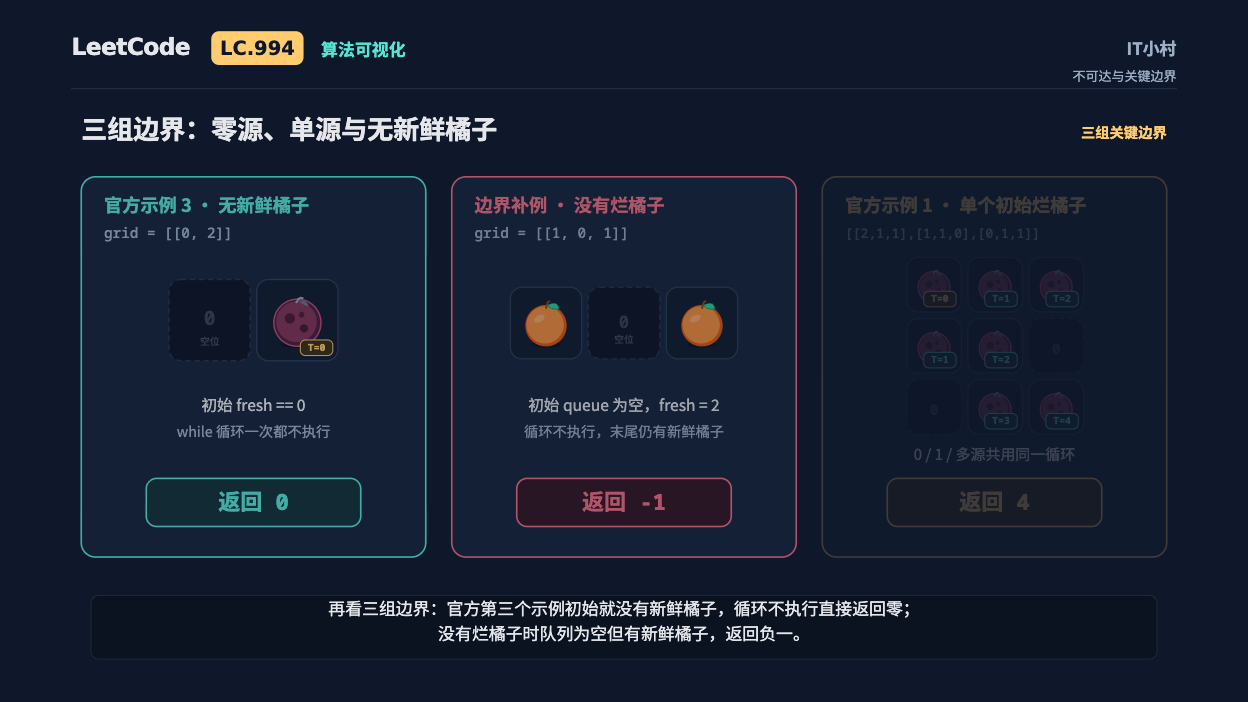 LeetCode LC.994 算法可视化
IT小村
不可达与关键边界
三组边界：零源、单源与无新鲜橘子
三组关键边界
官方示例 3 · 无新鲜橘子
grid = [[0, 2]]
0
空位
T=0
初始 fresh == 0
while 循环一次都不执行
返回 0
边界补例 · 没有烂橘子
grid = [[1, 0, 1]]
0
空位
初始 queue 为空，fresh = 2
循环不执行，末尾仍有新鲜橘子
返回 -1
官方示例 1 · 单个初始烂橘子
[[2,1,1],[1,1,0],[0,1,1]]
T=0 T=1 T=2
T=1 T=2 0
0 T=3 T=4
0 / 1 / 多源共用同一循环
返回 4
再看三组边界：官方第三个示例初始就没有新鲜橘子，循环不执行直接返回零；
没有烂橘子时队列为空但有新鲜橘子，返回负一。